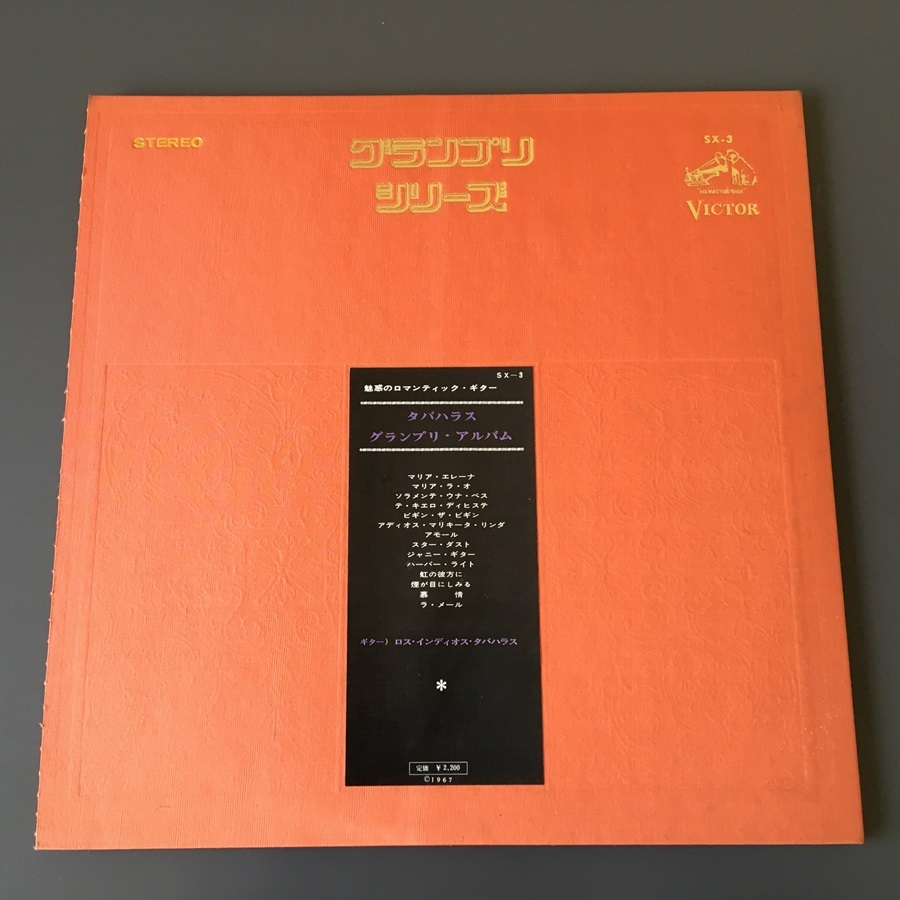 STEREO
グランプリ
シリーズ
SX-3
"HIS MASTER'S VOICE"
VICTOR
SX-3
魅惑のロマンティック・ギター
タバハラス
グランプリ・アルバム
マリア・エレーナ
マリア・ラ・オ
ソラメンテ・ウナ・ベス
テ・キエロ・ディヒステ
ビギン・ザ・ビギン
アディオス・マリキータ・リンダ
アモール
スター・ダスト
ジャニー・ギター
ハーバー・ライト
虹の彼方に
煙が目にしみる
慕 情
ラ・メール
ギター) ロス・インディオス・タバハラス
*
定価 ¥2,200
©1967